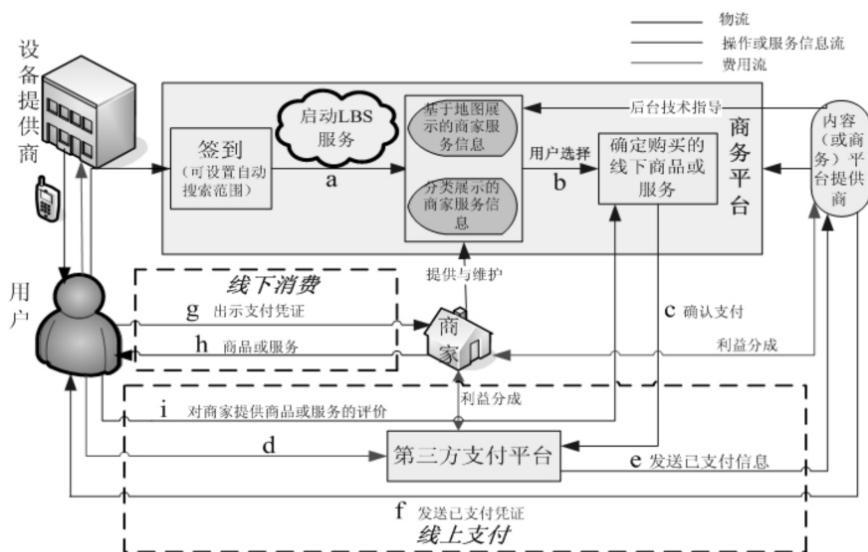 物流
操作或服务信息流
费用流
设备提供商
启动LBS
服务
签到
(可设置自动
搜索范围)
a
基于地图展
示的商家服
务信息
分类展示的
商家服务信
息
用户选择
b
确定购买的
线下商品或
服务
商务平台
后台技术指导
内容
(或商
务)平
台提供
商
提供与维护
用户
线下消费
g 出示支付凭证
h 商品或服务
商家
c 确认支付
利益分成
i 对商家提供商品或服务的评价
利益分成
d
第三方支付平台
e 发送已支付信息
f 发送已支付凭证
线上支付